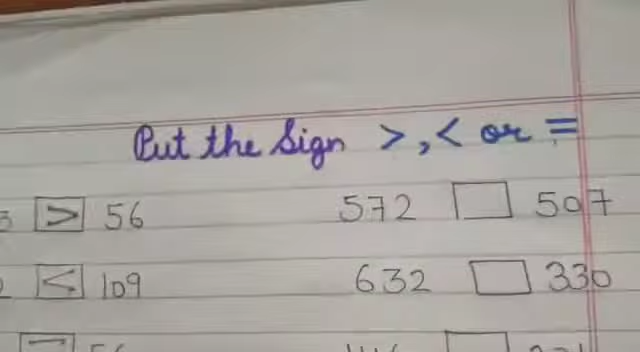 Put the Sign >, < or =
> 56 572 507
< 109 632 330